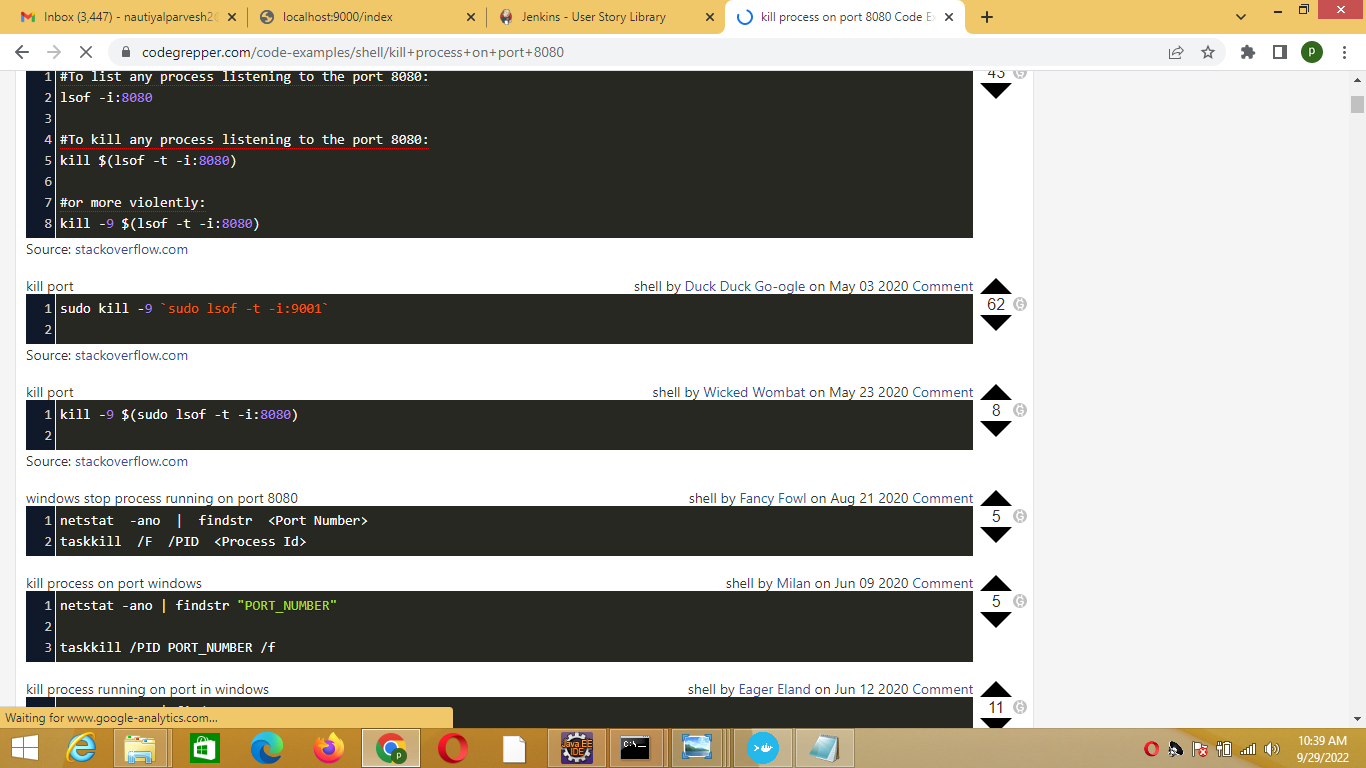 Inbox (3,447) - nautiyalparvesh2
localhost:9000/index
Jenkins - User Story Library
kill process on port 8080 Code E
codegrepper.com/code-examples/shell/kill+process+on+port+8080
P
1 #To list any process listening to the port 8080:
43
2 lsof -i:8080
3
4 #To kill any process listening to the port 8080:
5 kill $(lsof -t -i:8080)
6
7 #or more violently:
8 kill -9 $(lsof -t -i:8080)
Source: stackoverflow.com
kill port shell by Duck Duck Go-ogle on May 03 2020 Comment
62
1 sudo kill -9 `sudo lsof -t -i:9001`
2
Source: stackoverflow.com
kill port shell by Wicked Wombat on May 23 2020 Comment
8
1 kill -9 $(sudo lsof -t -i:8080)
2
Source: stackoverflow.com
windows stop process running on port 8080 shell by Fancy Fowl on Aug 21 2020 Comment
5
1 netstat -ano | findstr <Port Number>
2 taskkill /F /PID <Process Id>
kill process on port windows shell by Milan on Jun 09 2020 Comment
5
1 netstat -ano | findstr "PORT_NUMBER"
2
3 taskkill /PID PORT_NUMBER /f
kill process running on port in windows shell by Eager Eland on Jun 12 2020 Comment
11
Waiting for www.google-analytics.com...
Java EE
IDE
C:\_
10:39 AM
9/29/2022